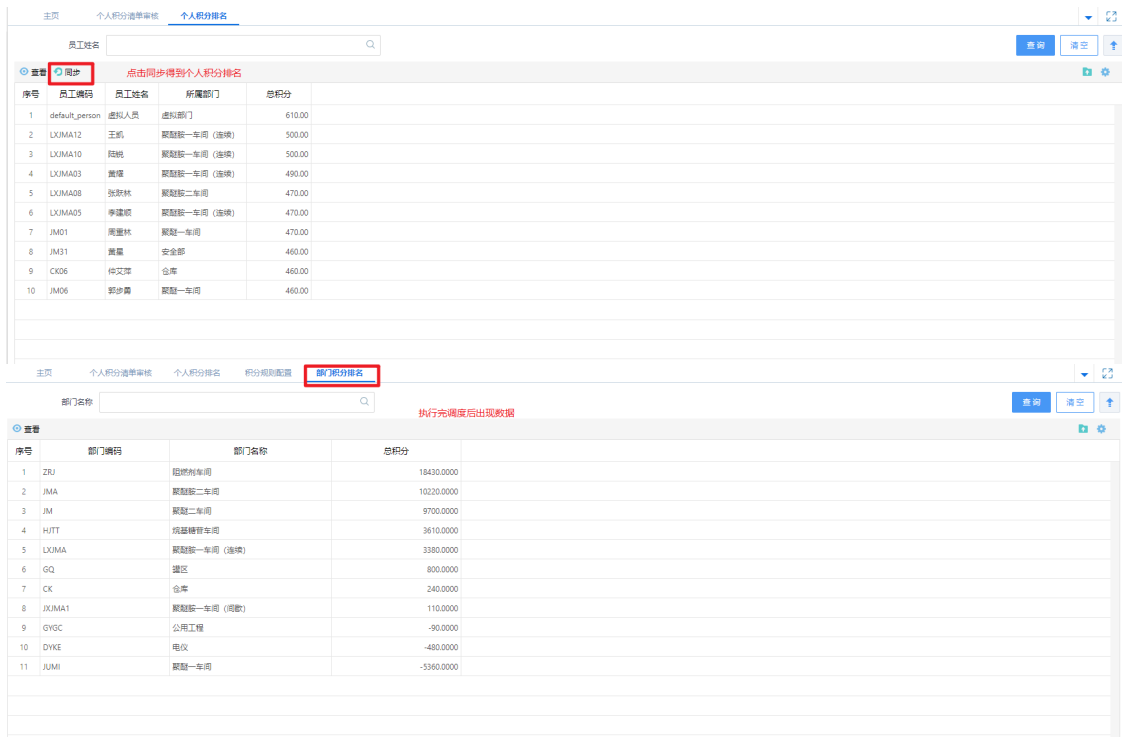 主页 个人积分清单审核 个人积分排名
员工姓名 查询 清空
查看 同步 点击同步得到个人积分排名
序号 员工编码 员工姓名 所属部门 总积分
1 default_person 虚拟人员 虚拟部门 610.00
2 LXJMA12 王凯 聚醚胺一车间（连续） 500.00
3 LXJMA10 陆锐 聚醚胺一车间（连续） 500.00
4 LXJMA03 黄耀 聚醚胺一车间（连续） 490.00
5 LXJMA08 张跃林 聚醚胺二车间 470.00
6 LXJMA05 李建顺 聚醚胺一车间（连续） 470.00
7 JM01 周重林 聚醚一车间 470.00
8 JM31 黄星 安全部 460.00
9 CK06 仲艾萍 仓库 460.00
10 JM06 郭步勇 聚醚一车间 460.00
主页 个人积分清单审核 个人积分排名 积分规则配置 部门积分排名
部门名称 查询 清空
执行完调度后出现数据
查看
序号 部门编码 部门名称 总积分
1 ZRJ 阻燃剂车间 18430.0000
2 JMA 聚醚胺二车间 10220.0000
3 JM 聚醚二车间 9700.0000
4 HJTT 烷基糖苷车间 3610.0000
5 LXJMA 聚醚胺一车间（连续） 3380.0000
6 GQ 罐区 800.0000
7 CK 仓库 240.0000
8 JXJMA1 聚醚胺一车间（间歇） 110.0000
9 GYGC 公用工程 -90.0000
10 DYKE 电仪 -480.0000
11 JUMI 聚醚一车间 -5360.0000